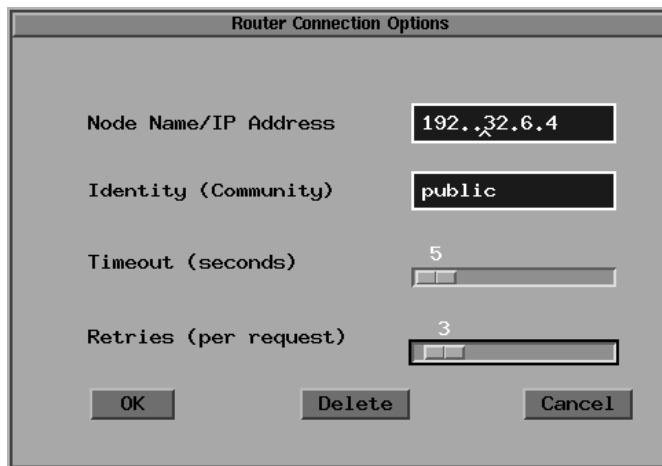 Router Connection Options
Node Name/IP Address 192..32.6.4
Identity (Community) public
5
Timeout (seconds)
3
Retries (per request)
OK Delete Cancel